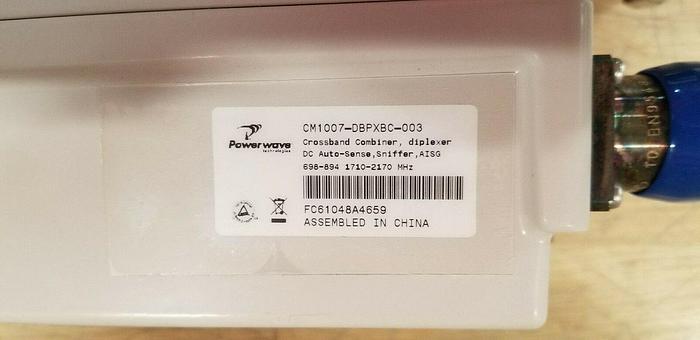 Powerwave
technologies
CM1007-DBPXBC-003
Crossband Combiner, diplexer
DC Auto-Sense,Sniffer,AISG
698-894 1710-2170 MHz
FC61048A4659
ASSEMBLED IN CHINA